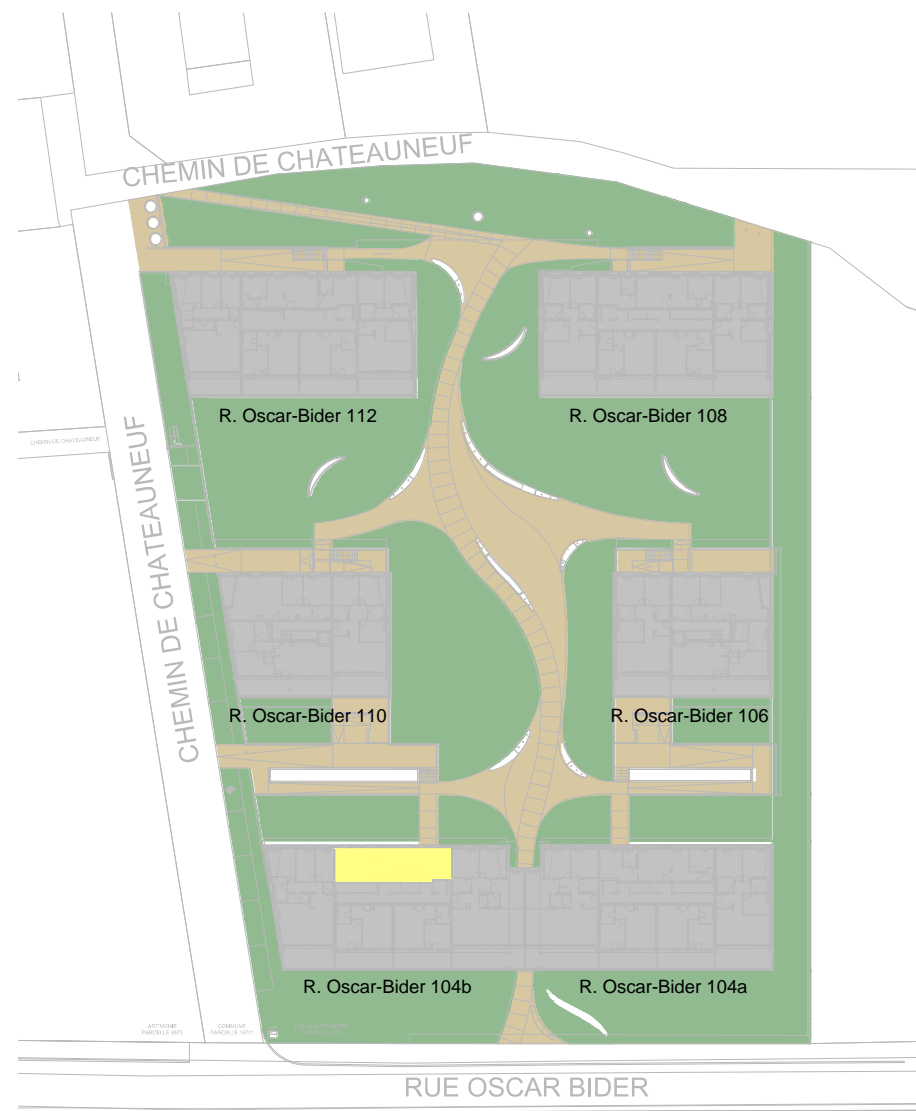 CHEMIN DE CHATEAUNEUF
R. Oscar-Bider 112
R. Oscar-Bider 108
CHEMIN DE CHATEAUNEUF
CHEMIN DE CHATEAUNEUF
R. Oscar-Bider 110
R. Oscar-Bider 106
R. Oscar-Bider 104b
R. Oscar-Bider 104a
COMMUNE
RUE OSCAR BIDER